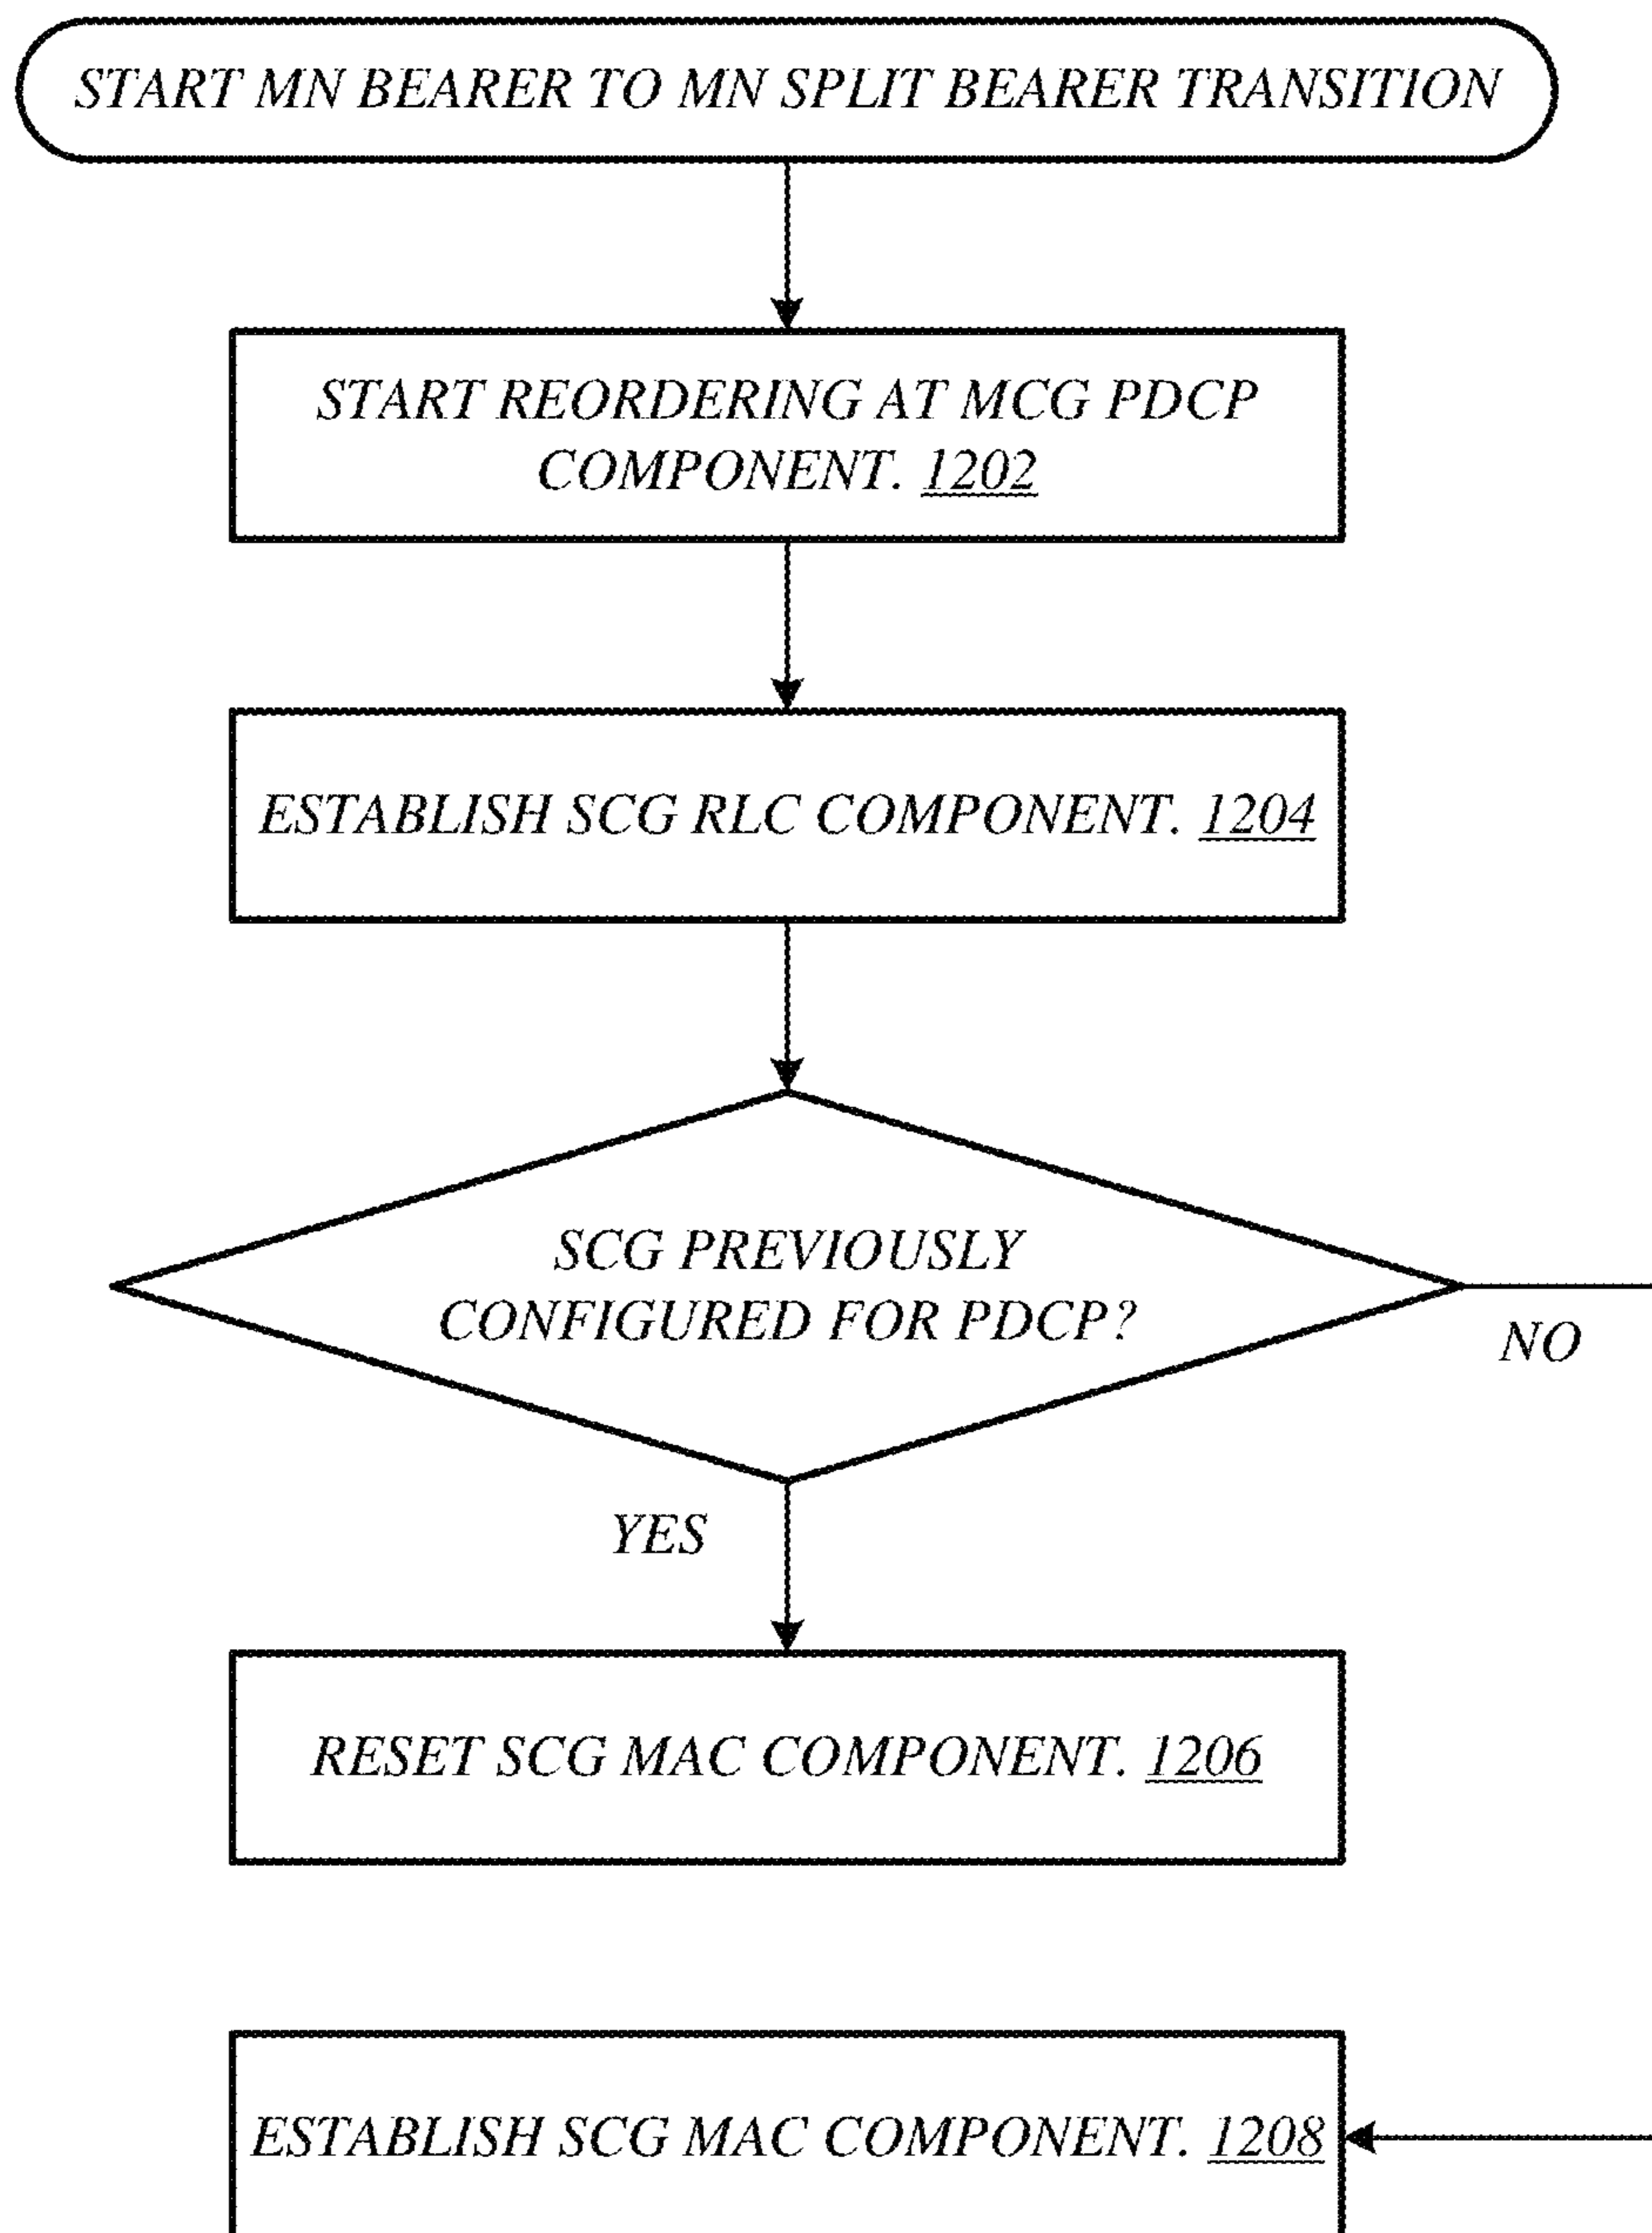 START MN BEARER TO MN SPLIT BEARER TRANSITION
START REORDERING AT MCG PDCP
COMPONENT. 1202
ESTABLISH SCG RLC COMPONENT. 1204
SCG PREVIOUSLY
CONFIGURED FOR PDCP?
NO
YES
RESET SCG MAC COMPONENT. 1206
ESTABLISH SCG MAC COMPONENT. 1208